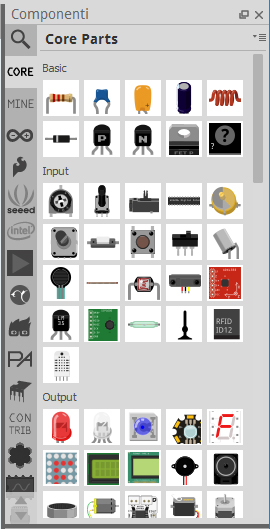 Componenti
Core Parts
CORE
Basic
MINE
P
N
FET P
?
?
Input
seeed
intel
PA
LM
35
RFID
ID12
CON
TRIB
Output